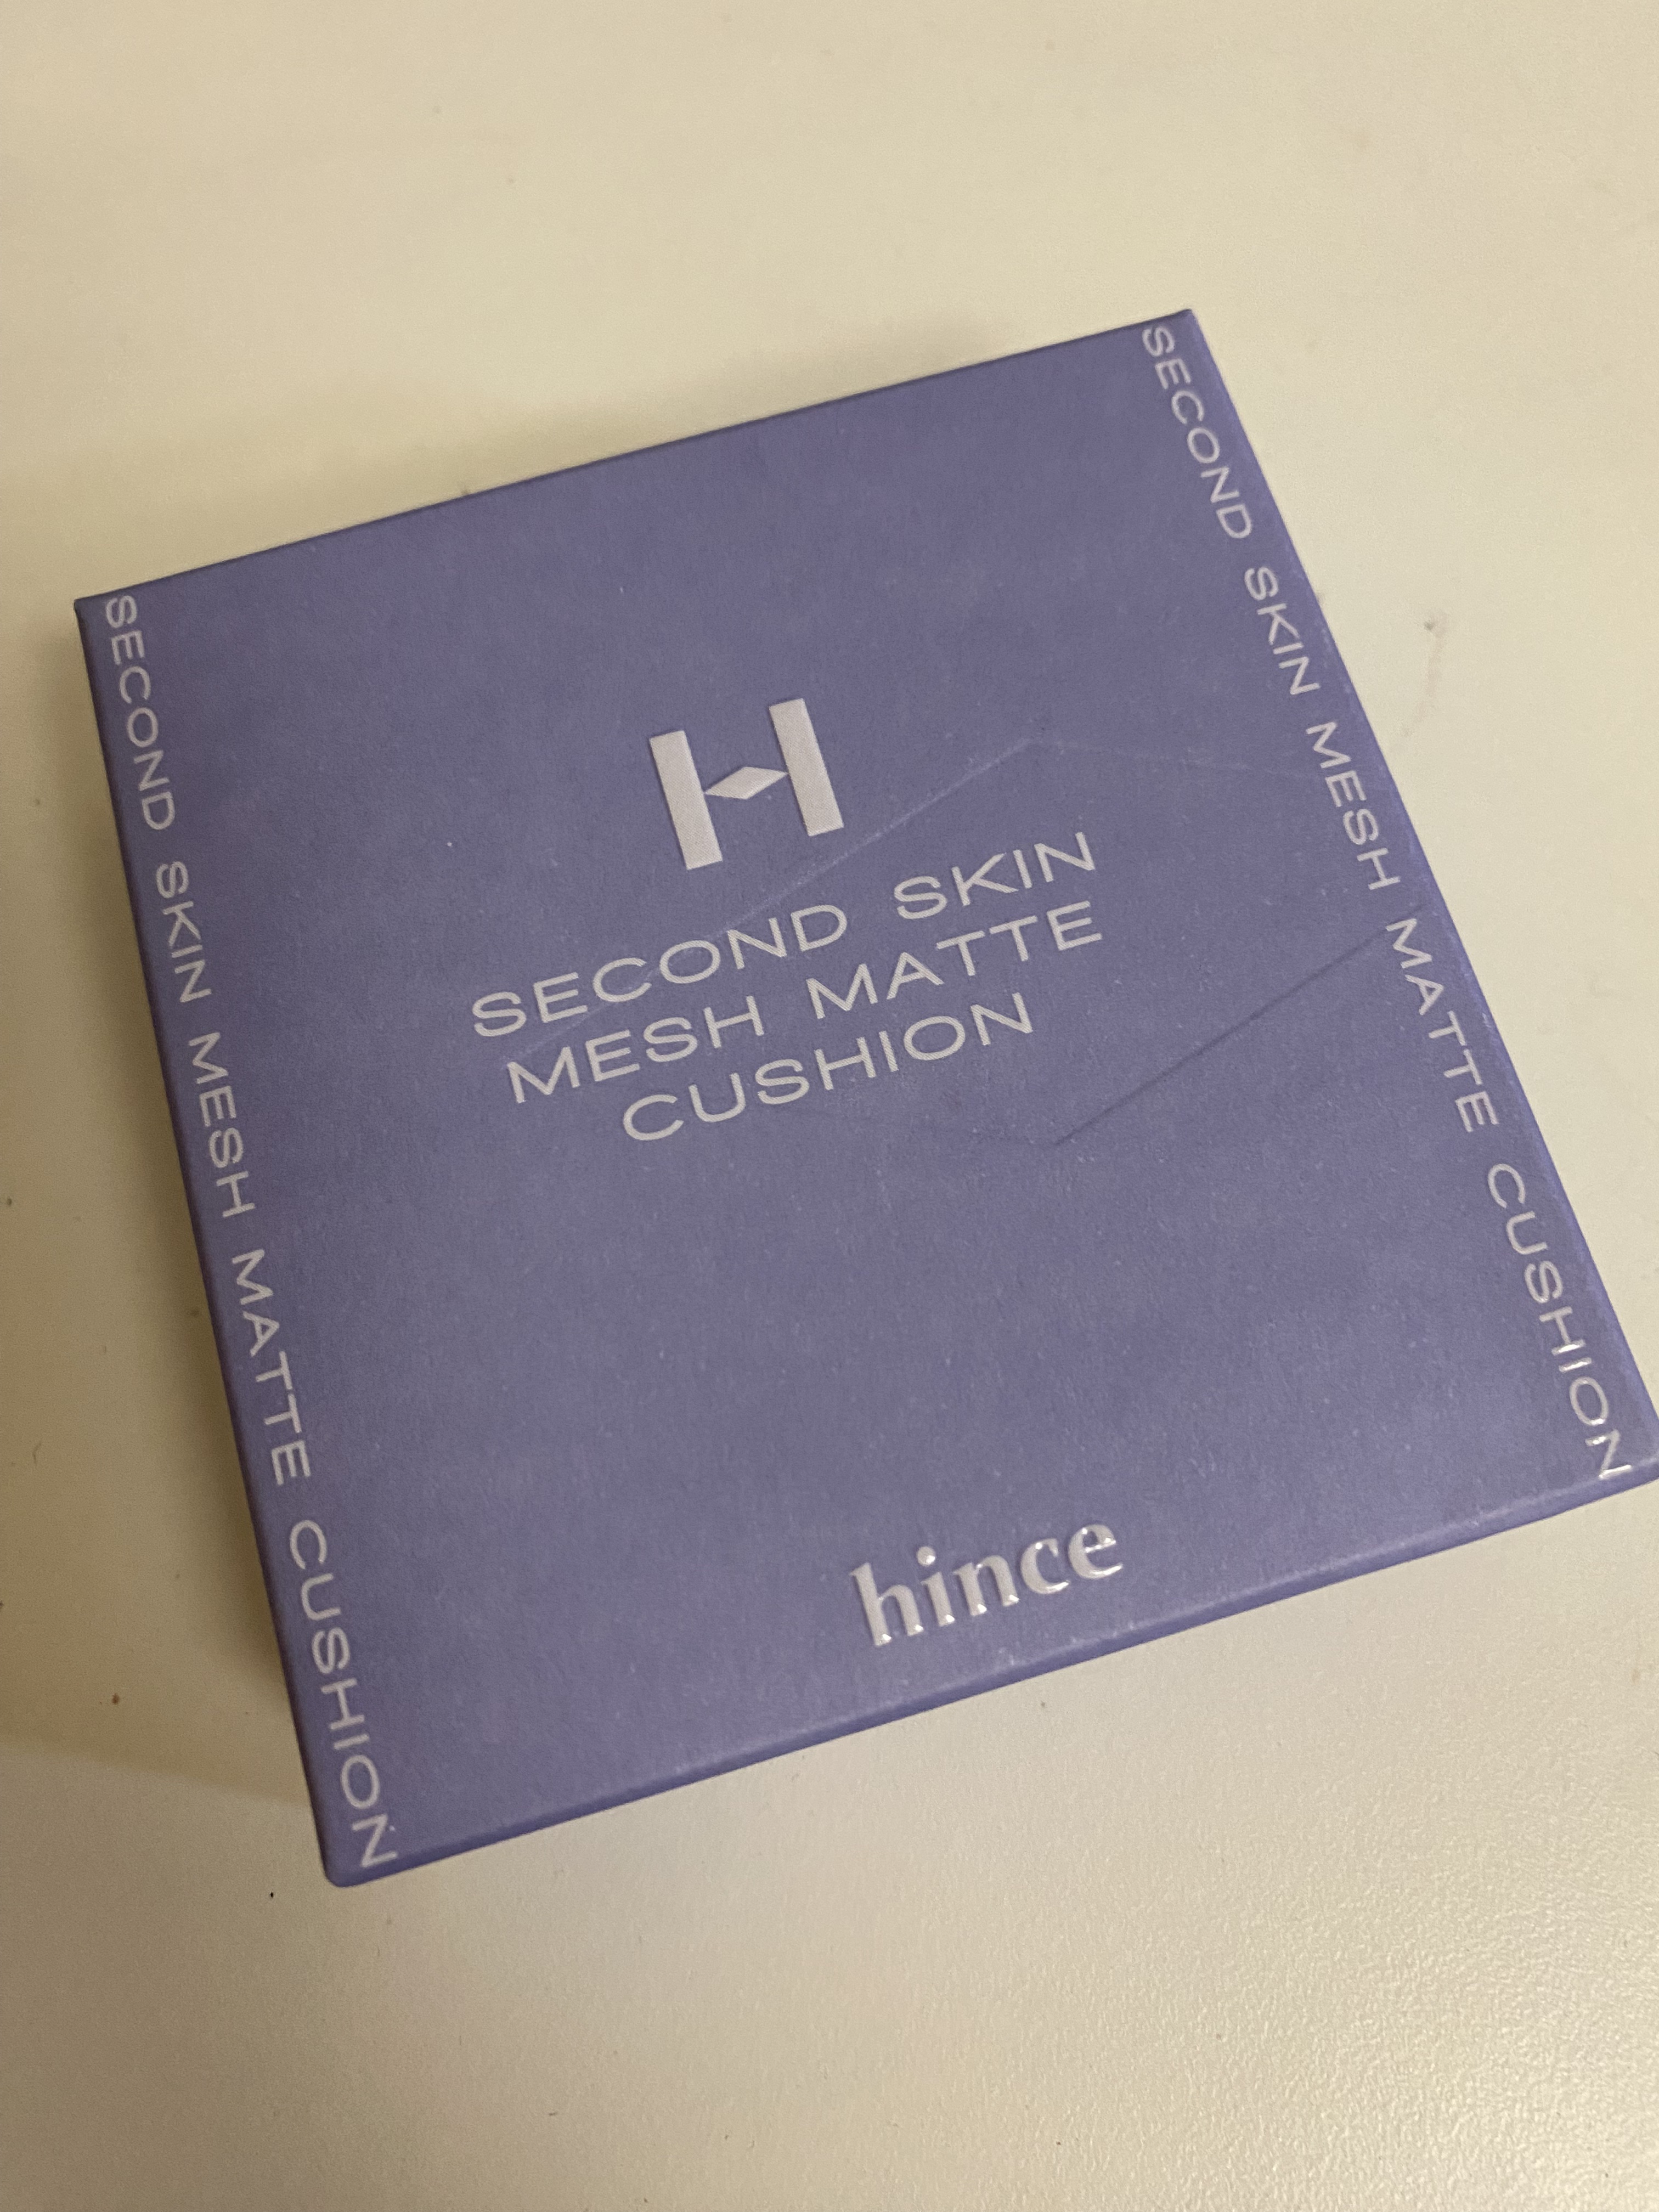 SECOND SKIN MESH MATTE CUSHION
H
SECOND SKIN
MESH MATTE
CUSHION
hince
SECOND SKIN MESH MATTE CUSHION